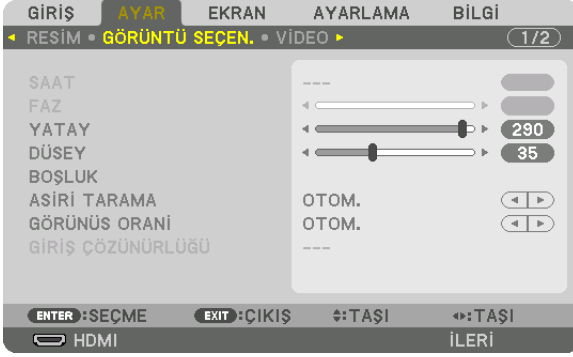 GİRİŞ AYAR EKRAN AYARLAMA BİLGİ
RESİM • GÖRÜNTÜ SEÇEN. • VİDEO (1/2)
SAAT ---
FAZ
YATAY 290
DÜSEY 35
BOŞLUK
ASIRİ TARAMA OTOM.
GÖRÜNÜS ORANİ OTOM.
GİRİŞ ÇÖZÜNÜRLÜĞÜ ---
ENTER :SEÇME EXIT :ÇIKIŞ :TAŞI :TAŞI
HDMI İLERİ